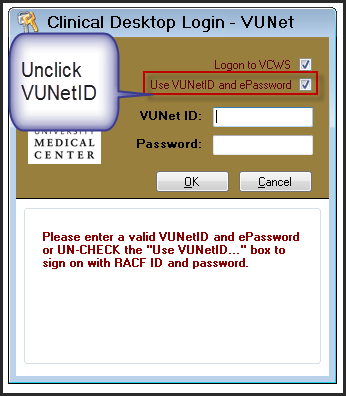 Clinical Desktop Login - VUNet
Unclick
VUNetID
Logon to VCWS
Use VUNetID and ePassword
VUNet ID:
UNIVERSITY
MEDICAL
CENTER
Password:
OK
Cancel
Please enter a valid VUNetID and ePassword
or UN-CHECK the "Use VUNetID..." box to
sign on with RACF ID and password.